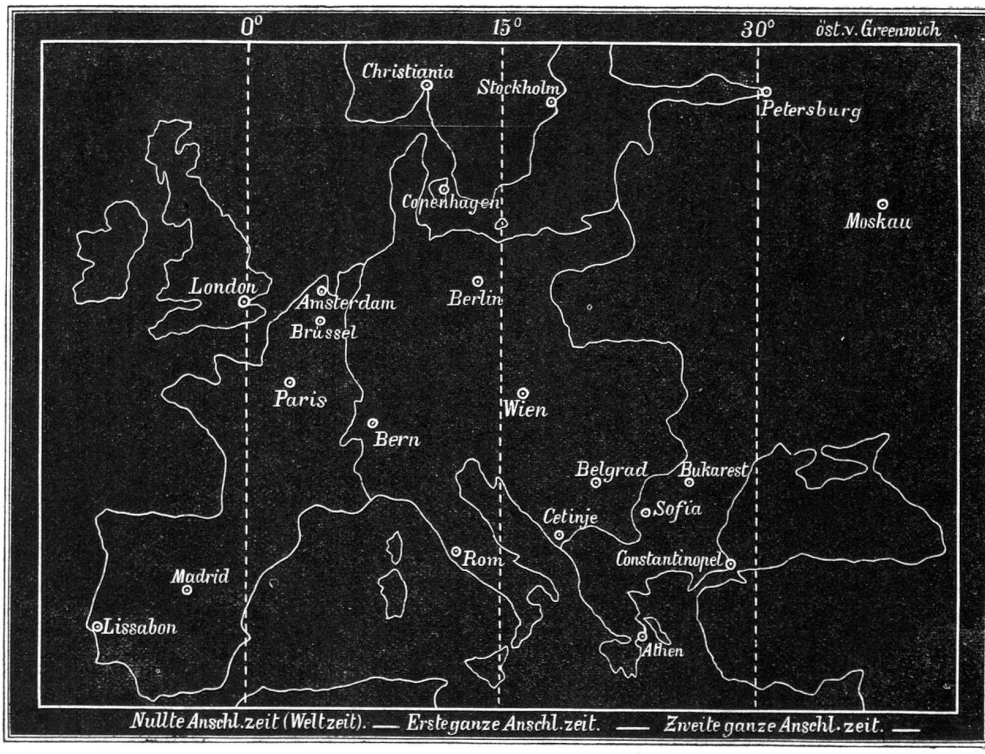 0° 15° 30° öst.v. Greenwich
Christiania
Stockholm
Petersburg
Copenhagen
Moskau
London
Amsterdam
Berlin
Brüssel
Paris
Wien
Bern
Belgrad
Bukarest
Sofia
Cetinje
Rom
Constantinopel
Madrid
Lissabon
Athen
Nullte Anschl.zeit (Weltzeit). — Erste ganze Anschl.zeit. — Zweite ganze Anschl.zeit. —